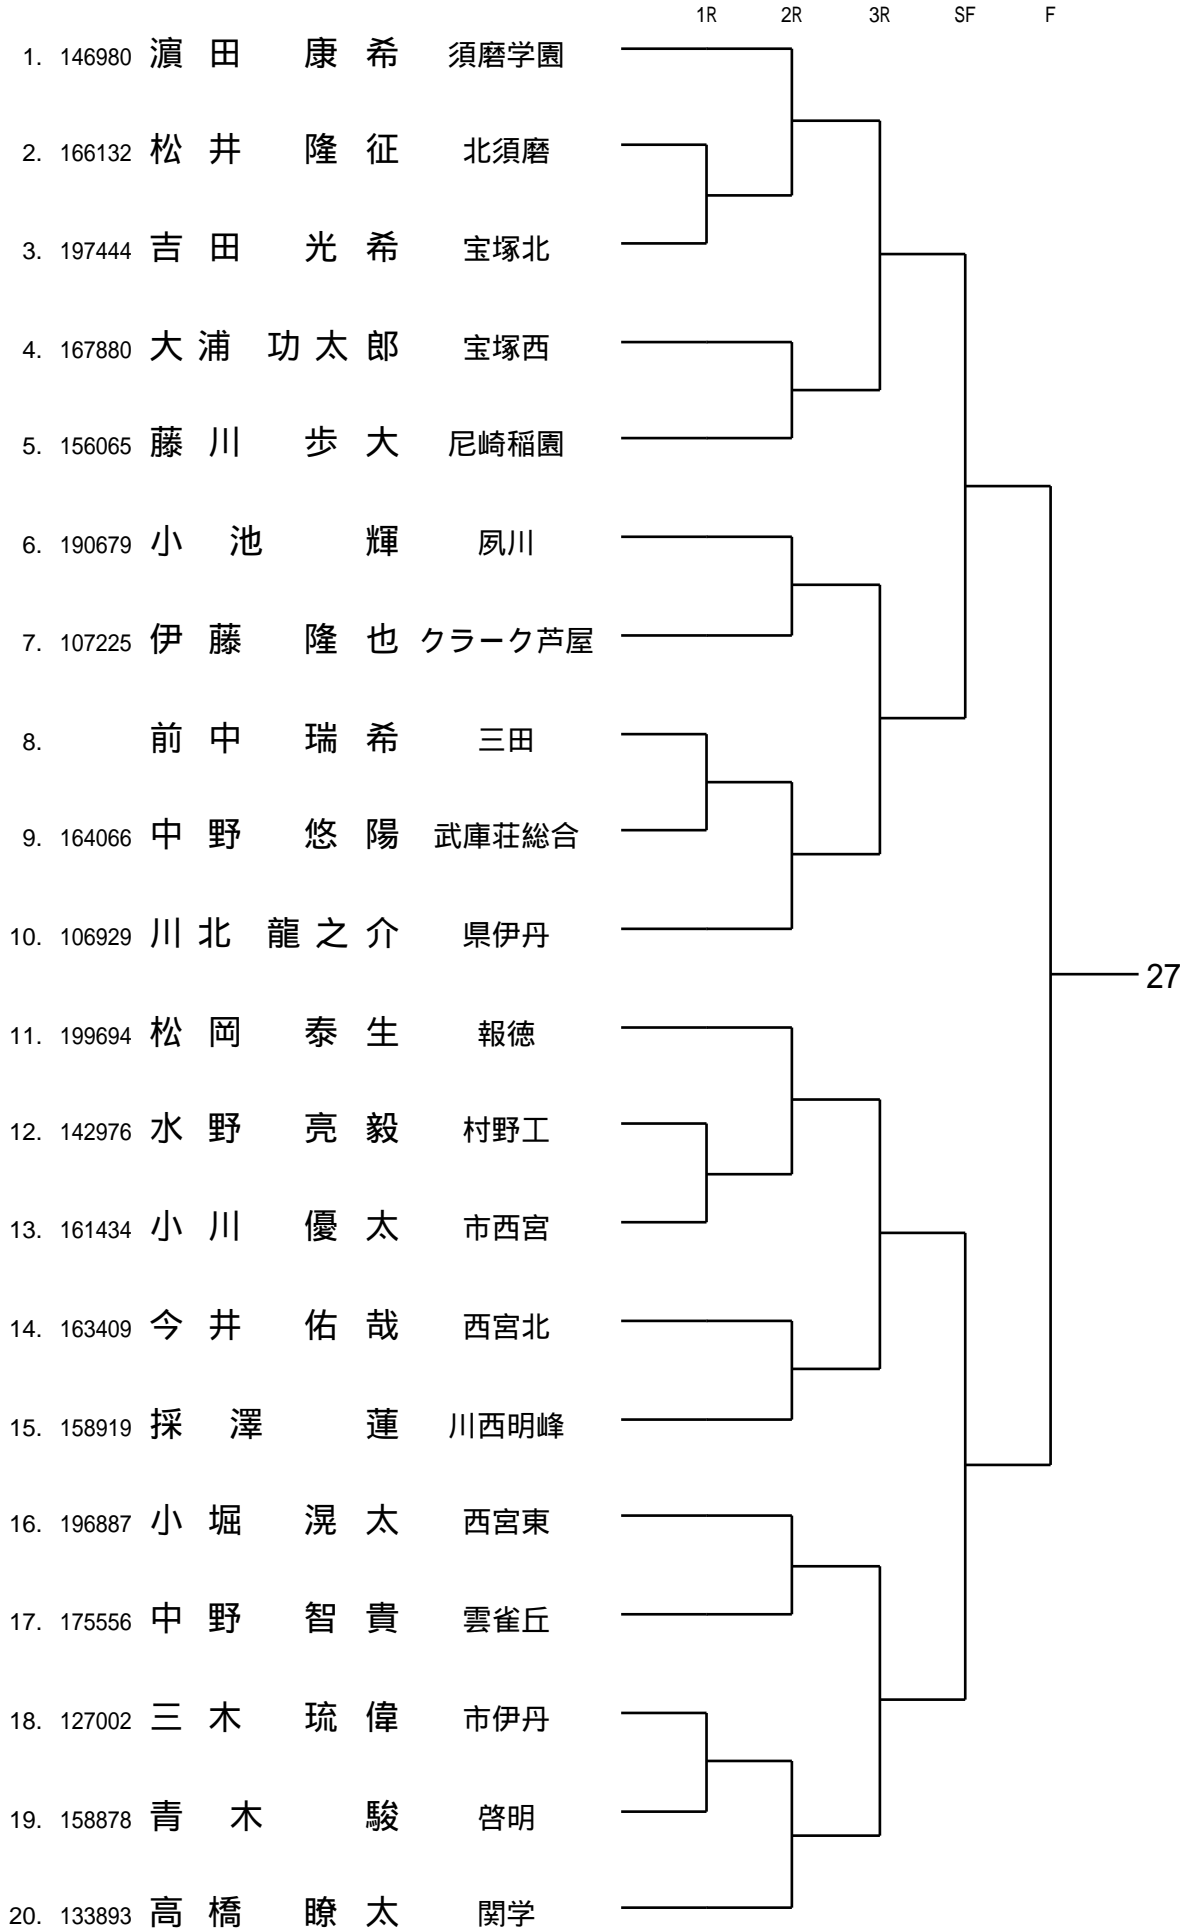 1R 2R 3R SF F
1. 146980 濵田 康希 須磨学園
2. 166132 松井 隆征 北須磨
3. 197444 吉田 光希 宝塚北
4. 167880 大浦 功太郎 宝塚西
5. 156065 藤川 歩大 尼崎稲園
6. 190679 小池 輝 夙川
7. 107225 伊藤 隆也 クラーク芦屋
8. 前中 瑞希 三田
9. 164066 中野 悠陽 武庫荘総合
10. 106929 川北 龍之介 県伊丹
27
11. 199694 松岡 泰生 報徳
12. 142976 水野 亮毅 村野工
13. 161434 小川 優太 市西宮
14. 163409 今井 佑哉 西宮北
15. 158919 採澤 蓮 川西明峰
16. 196887 小堀 滉太 西宮東
17. 175556 中野 智貴 雲雀丘
18. 127002 三木 琉偉 市伊丹
19. 158878 青木 駿 啓明
20. 133893 高橋 瞭太 関学